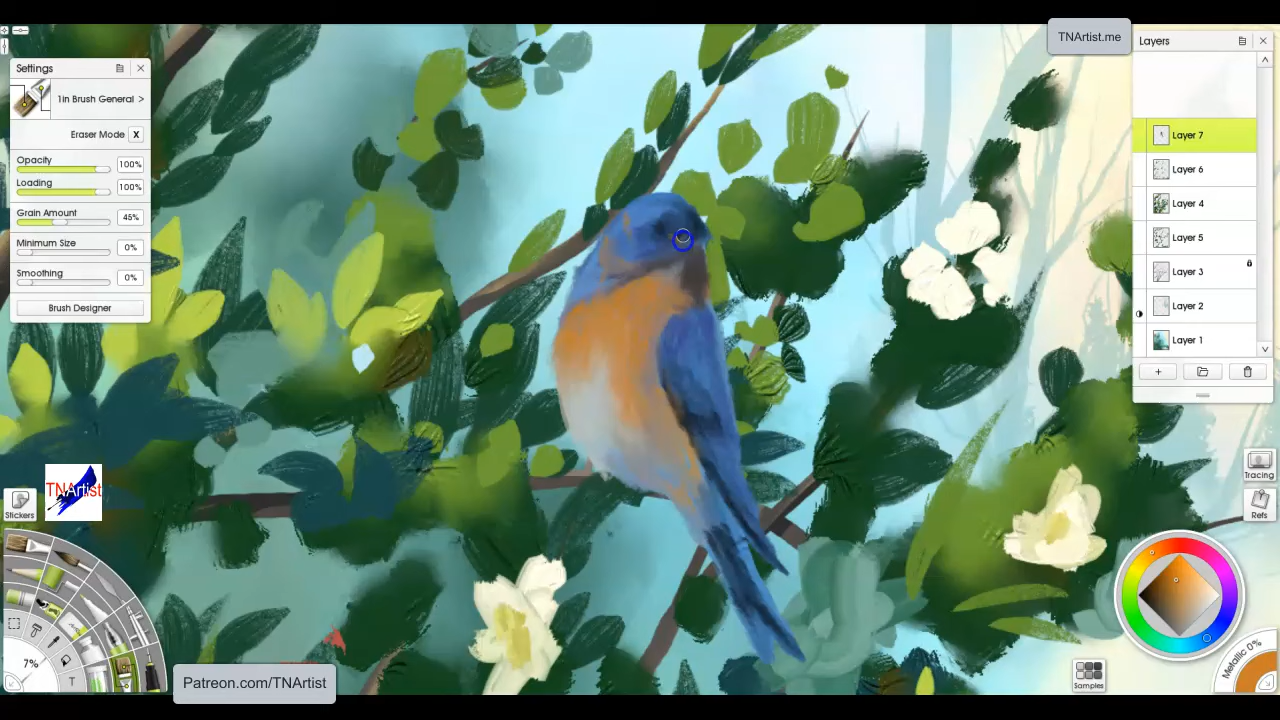 TNArtist.me
Settings
1in Brush General >
Eraser Mode X
Opacity 100%
Loading 100%
Grain Amount 45%
Minimum Size 0%
Smoothing 0%
Brush Designer
Layers
Layer 7
Layer 6
Layer 4
Layer 5
Layer 3
Layer 2
Layer 1
+
TNArtist
Stickers
Tracing
Refs
7%
T
Patreon.com/TNArtist
Samples
Metallic 0%